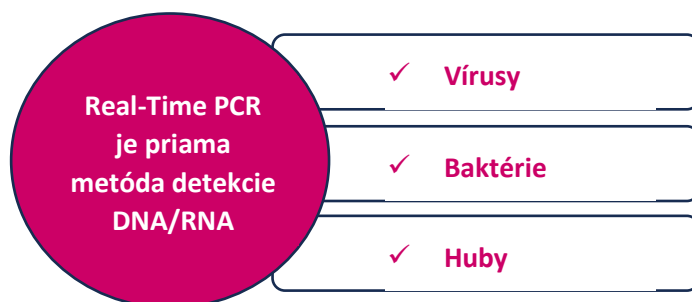 Real-Time PCR
je priama
metóda detekcie
DNA/RNA
✓ Vírusy
✓ Baktérie
✓ Huby